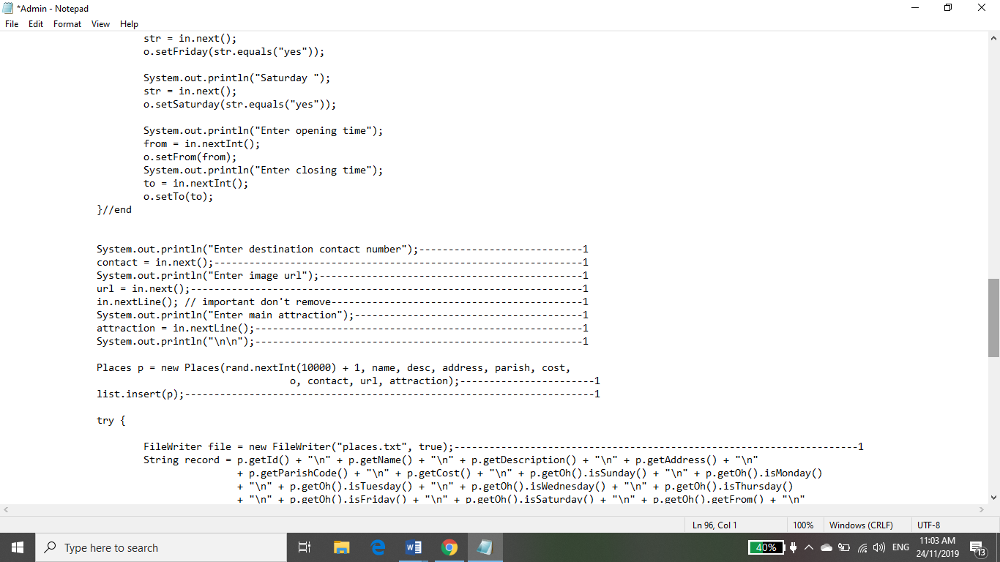 *Admin - Notepad
File Edit Format View Help
str = in.next();
o.setFriday(str.equals("yes"));
System.out.println("Saturday ");
str = in.next();
o.setSaturday(str.equals("yes"));
System.out.println("Enter opening time");
from = in.nextInt();
o.setFrom(from);
System.out.println("Enter closing time");
to = in.nextInt();
o.setTo(to);
}//end
System.out.println("Enter destination contact number");----------------------------1
contact = in.next();---------------------------------------------------------------1
System.out.println("Enter image url");---------------------------------------------1
url = in.next();-------------------------------------------------------------------1
in.nextLine(); // important don't remove-------------------------------------------1
System.out.println("Enter main attraction");---------------------------------------1
attraction = in.nextLine();--------------------------------------------------------1
System.out.println("\n\n");--------------------------------------------------------1
Places p = new Places(rand.nextInt(10000) + 1, name, desc, address, parish, cost,
o, contact, url, attraction);-----------------------1
list.insert(p);----------------------------------------------------------------------1
try {
FileWriter file = new FileWriter("places.txt", true);---------------------------------------------------------------------1
String record = p.getId() + "\n" + p.getName() + "\n" + p.getDescription() + "\n" + p.getAddress() + "\n"
+ p.getParishCode() + "\n" + p.getCost() + "\n" + p.getOh().isSunday() + "\n" + p.getOh().isMonday()
+ "\n" + p.getOh().isTuesday() + "\n" + p.getOh().isWednesday() + "\n" + p.getOh().isThursday()
+ "\n" + p.getOh().isFriday() + "\n" + p.getOh().isSaturday() + "\n" + p.getOh().getFrom() + "\n"
Ln 96, Col 1 100% Windows (CRLF) UTF-8
Type here to search 40% ENG 11:03 AM
24/11/2019 13